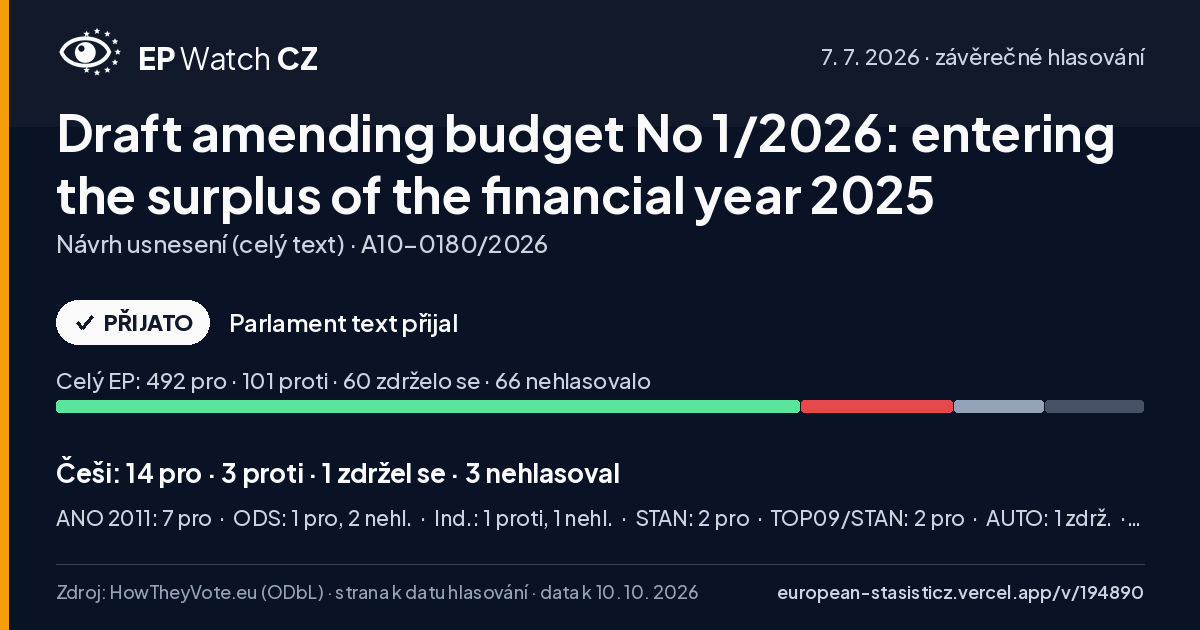 EP Watch CZ
7. 7. 2026 · závěrečné hlasování
Draft amending budget No 1/2026: entering
the surplus of the financial year 2025
Návrh usnesení (celý text) · A10–0180/2026
✓ PŘIJATO
Parlament text přijal
Celý EP: 492 pro · 101 proti · 60 zdrželo se · 66 nehlasovalo
Češi: 14 pro · 3 proti · 1 zdržel se · 3 nehlasoval
ANO 2011: 7 pro · ODS: 1 pro, 2 nehl. · Ind.: 1 proti, 1 nehl. · STAN: 2 pro · TOP09/STAN: 2 pro · AUTO: 1 zdrž. ·…
Zdroj: HowTheyVote.eu (ODbL) · strana k datu hlasování · data k 10. 10. 2026
european-stasisticz.vercel.app/v/194890